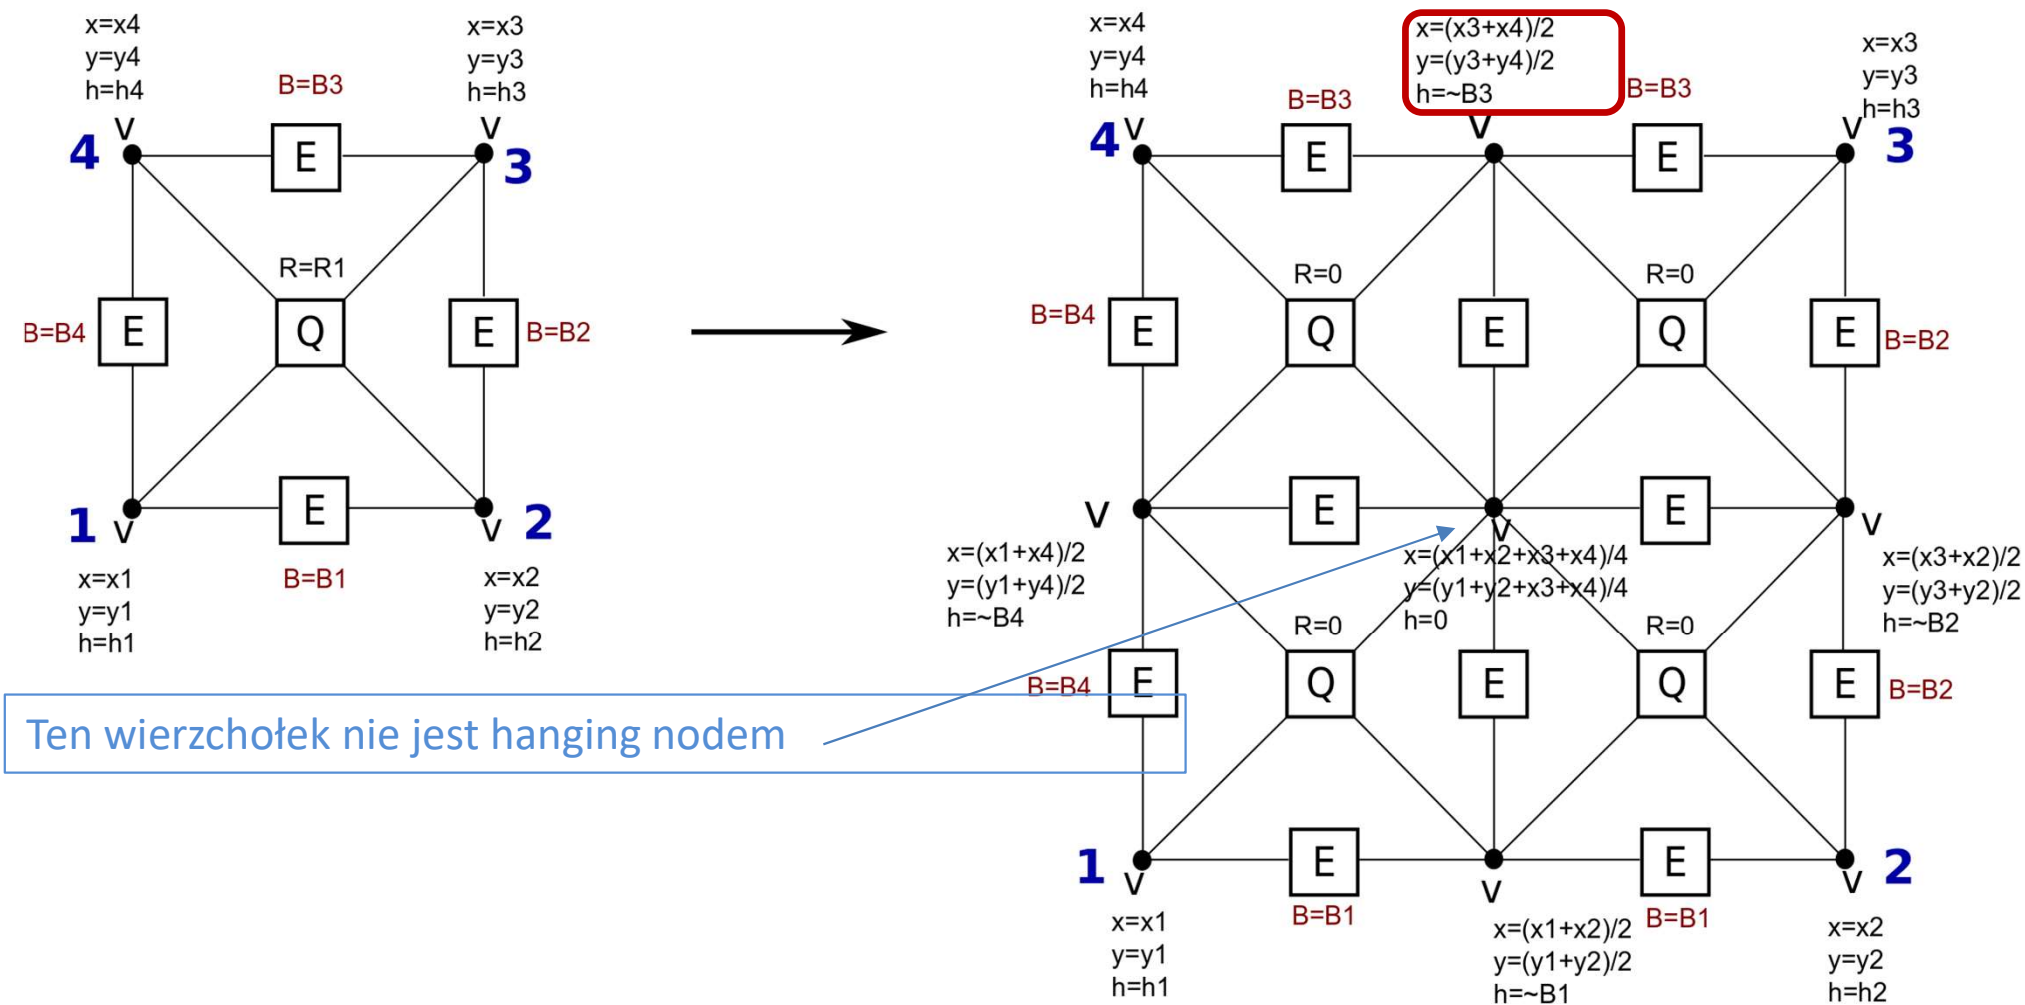 x=x4
y=y4
h=h4
x=x3
y=y3
h=h3
B=B3
V
V
4
E
3
R=R1
B=B4
E
Q
E
B=B2
E
1
V
V
2
B=B1
x=x1
y=y1
h=h1
x=x2
y=y2
h=h2
x=x4
y=y4
h=h4
x=(x3+x4)/2
y=(y3+y4)/2
h=~B3
x=x3
y=y3
h=h3
B=B3
B=B3
4
V
V
V
3
E
E
R=0
R=0
B=B4
E
Q
E
Q
E
B=B2
V
E
V
E
V
x=(x1+x4)/2
y=(y1+y4)/2
h=~B4
x=(x1+x2+x3+x4)/4
y=(y1+y2+x3+x4)/4
h=0
x=(x3+x2)/2
y=(y3+y2)/2
h=~B2
R=0
R=0
B=B4
E
Q
E
Q
E
B=B2
Ten wierzchołek nie jest hanging nodem
1
V
E
V
E
V
2
B=B1
B=B1
x=x1
y=y1
h=h1
x=(x1+x2)/2
y=(y1+y2)/2
h=~B1
x=x2
y=y2
h=h2